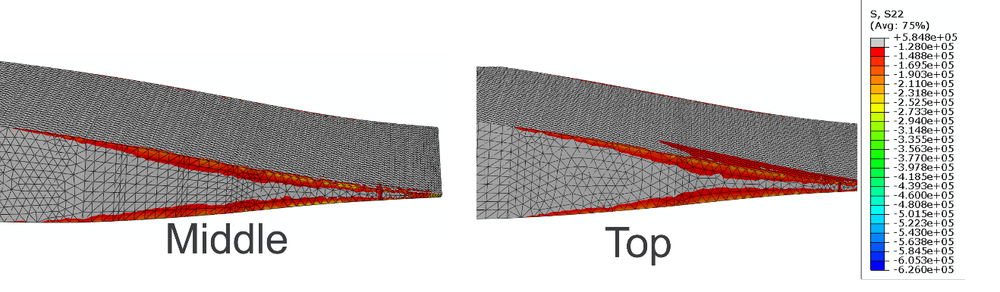 S, S22
(Avg: 75%)
+5.848e+05
-1.280e+05
-1.488e+05
-1.695e+05
-1.903e+05
-2.110e+05
-2.318e+05
-2.525e+05
-2.733e+05
-2.940e+05
-3.148e+05
-3.355e+05
-3.563e+05
-3.770e+05
-3.978e+05
-4.185e+05
-4.393e+05
-4.600e+05
-4.808e+05
-5.015e+05
-5.223e+05
-5.430e+05
-5.638e+05
-5.845e+05
-6.053e+05
-6.260e+05
Middle
Top